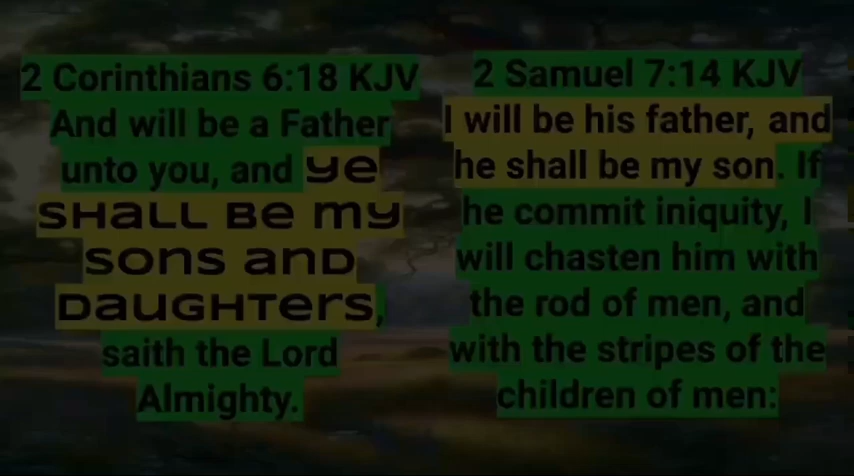 2 Corinthians 6:18 KJV
And will be a Father
unto you, and ye
shall be my
sons and
daughters,
saith the Lord
Almighty.
2 Samuel 7:14 KJV
I will be his father, and
he shall be my son. If
he commit iniquity, I
will chasten him with
the rod of men, and
with the stripes of the
children of men: